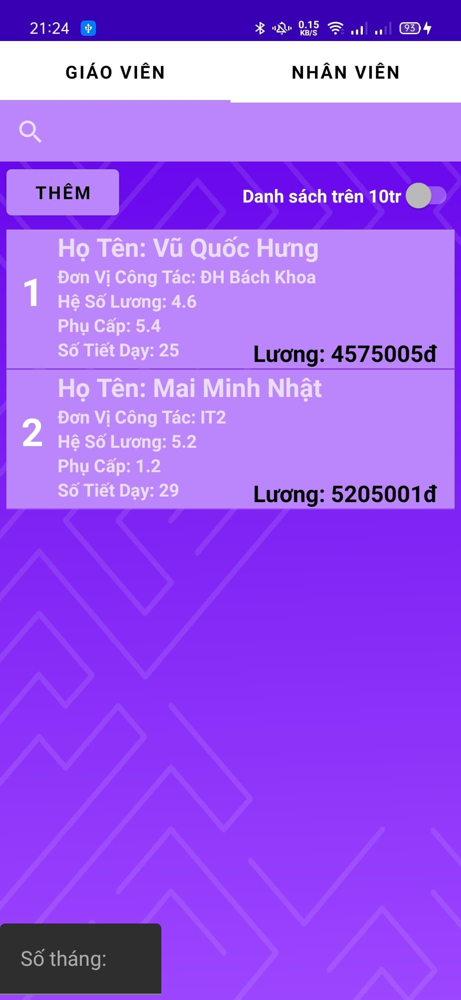 21:24
0.15
KB/S
93
GIÁO VIÊN
NHÂN VIÊN
THÊM
Danh sách trên 10tr
1
Họ Tên: Vũ Quốc Hưng
Đơn Vị Công Tác: ĐH Bách Khoa
Hệ Số Lương: 4.6
Phụ Cấp: 5.4
Số Tiết Dạy: 25
Lương: 4575005đ
2
Họ Tên: Mai Minh Nhật
Đơn Vị Công Tác: IT2
Hệ Số Lương: 5.2
Phụ Cấp: 1.2
Số Tiết Dạy: 29
Lương: 5205001đ
Số tháng: